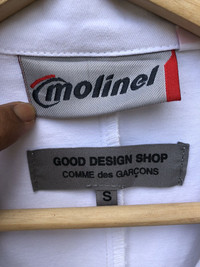 molinel
GOOD DESIGN SHOP
COMME des GARÇONS
S